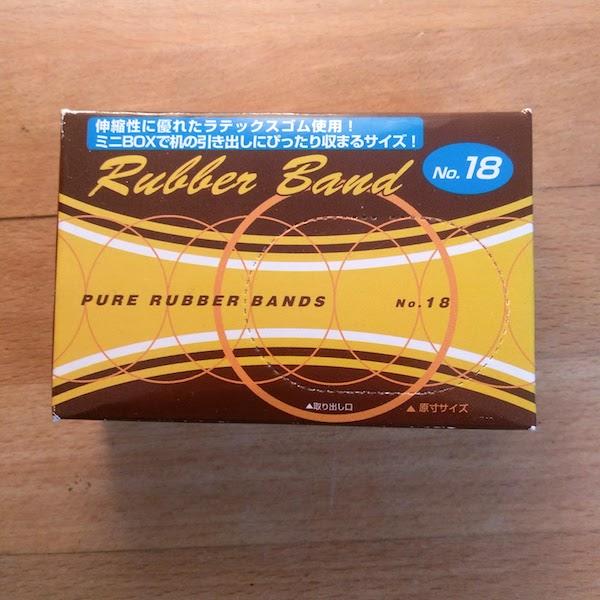 伸縮性に優れたラテックスゴム使用！
ミニBOXで机の引き出しにぴったり収まるサイズ！
Rubber Band
No. 18
PURE RUBBER BANDS No.18
▲取り出し口 ▲ 原寸サイズ